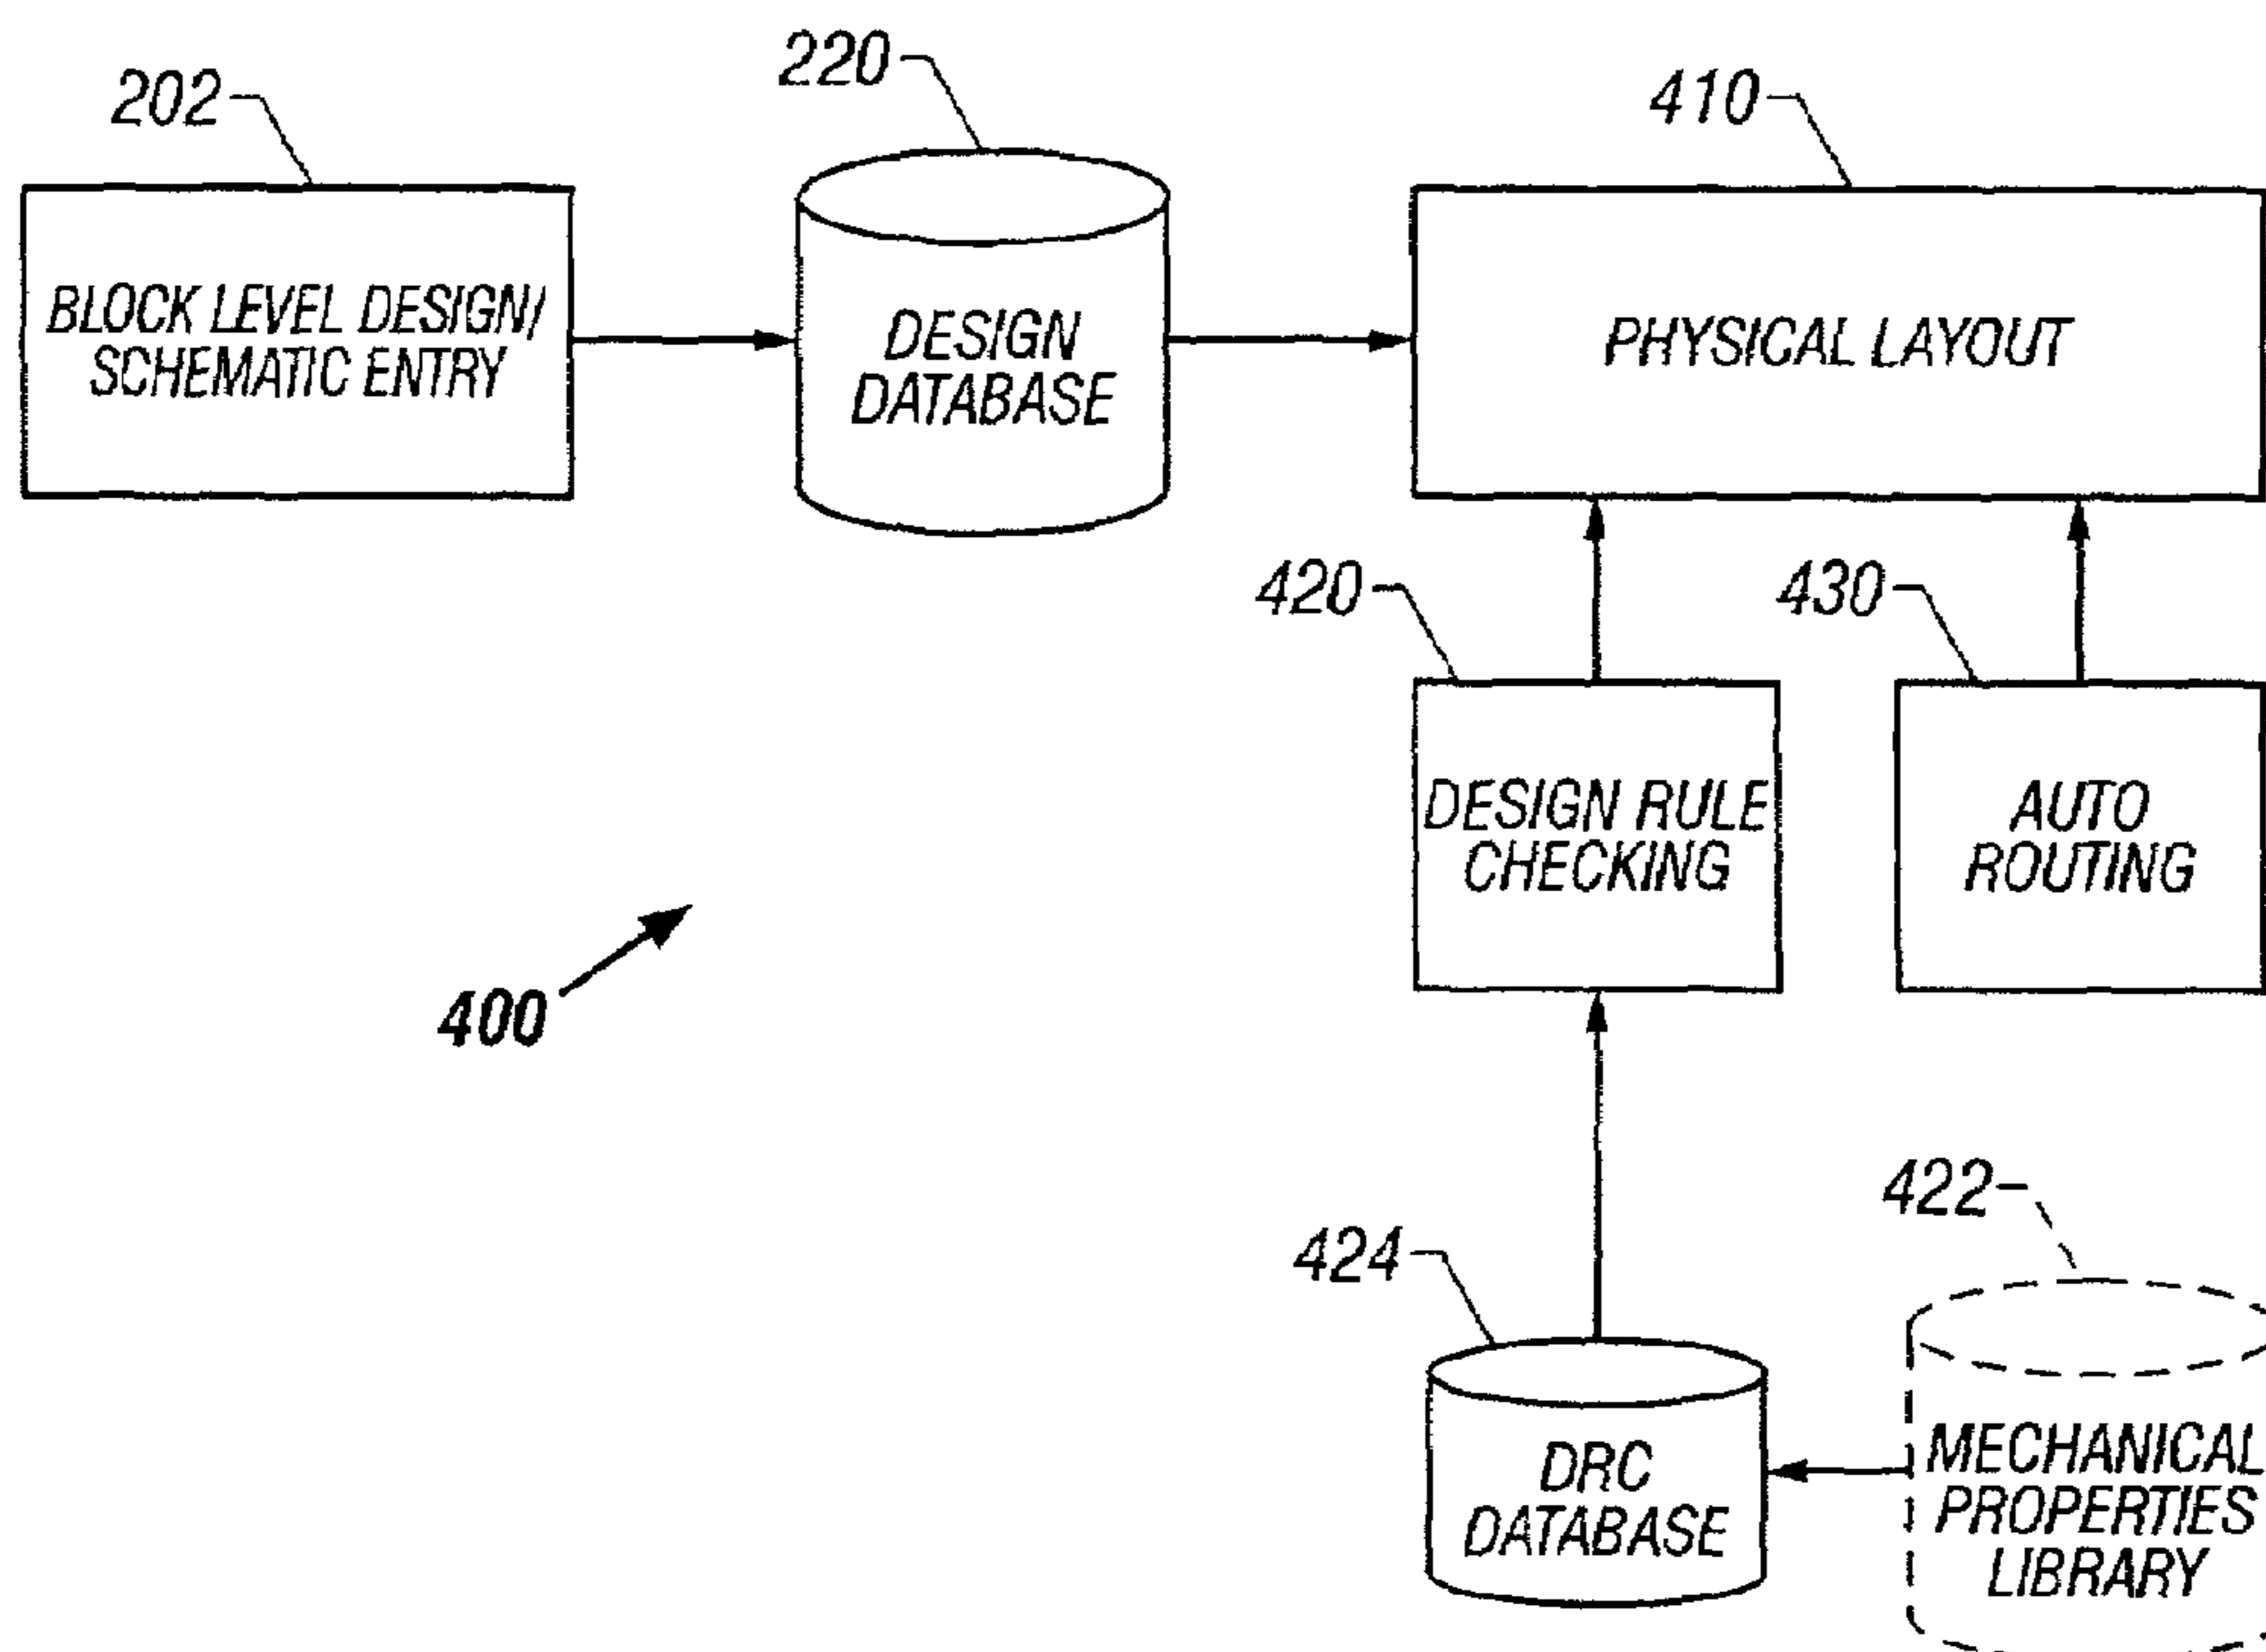 202
220
410
BLOCK LEVEL DESIGN/
SCHEMATIC ENTRY
DESIGN
DATABASE
PHYSICAL LAYOUT
420
430
DESIGN RULE
CHECKING
AUTO
ROUTING
400
422
424
MECHANICAL
PROPERTIES
LIBRARY
DRC
DATABASE